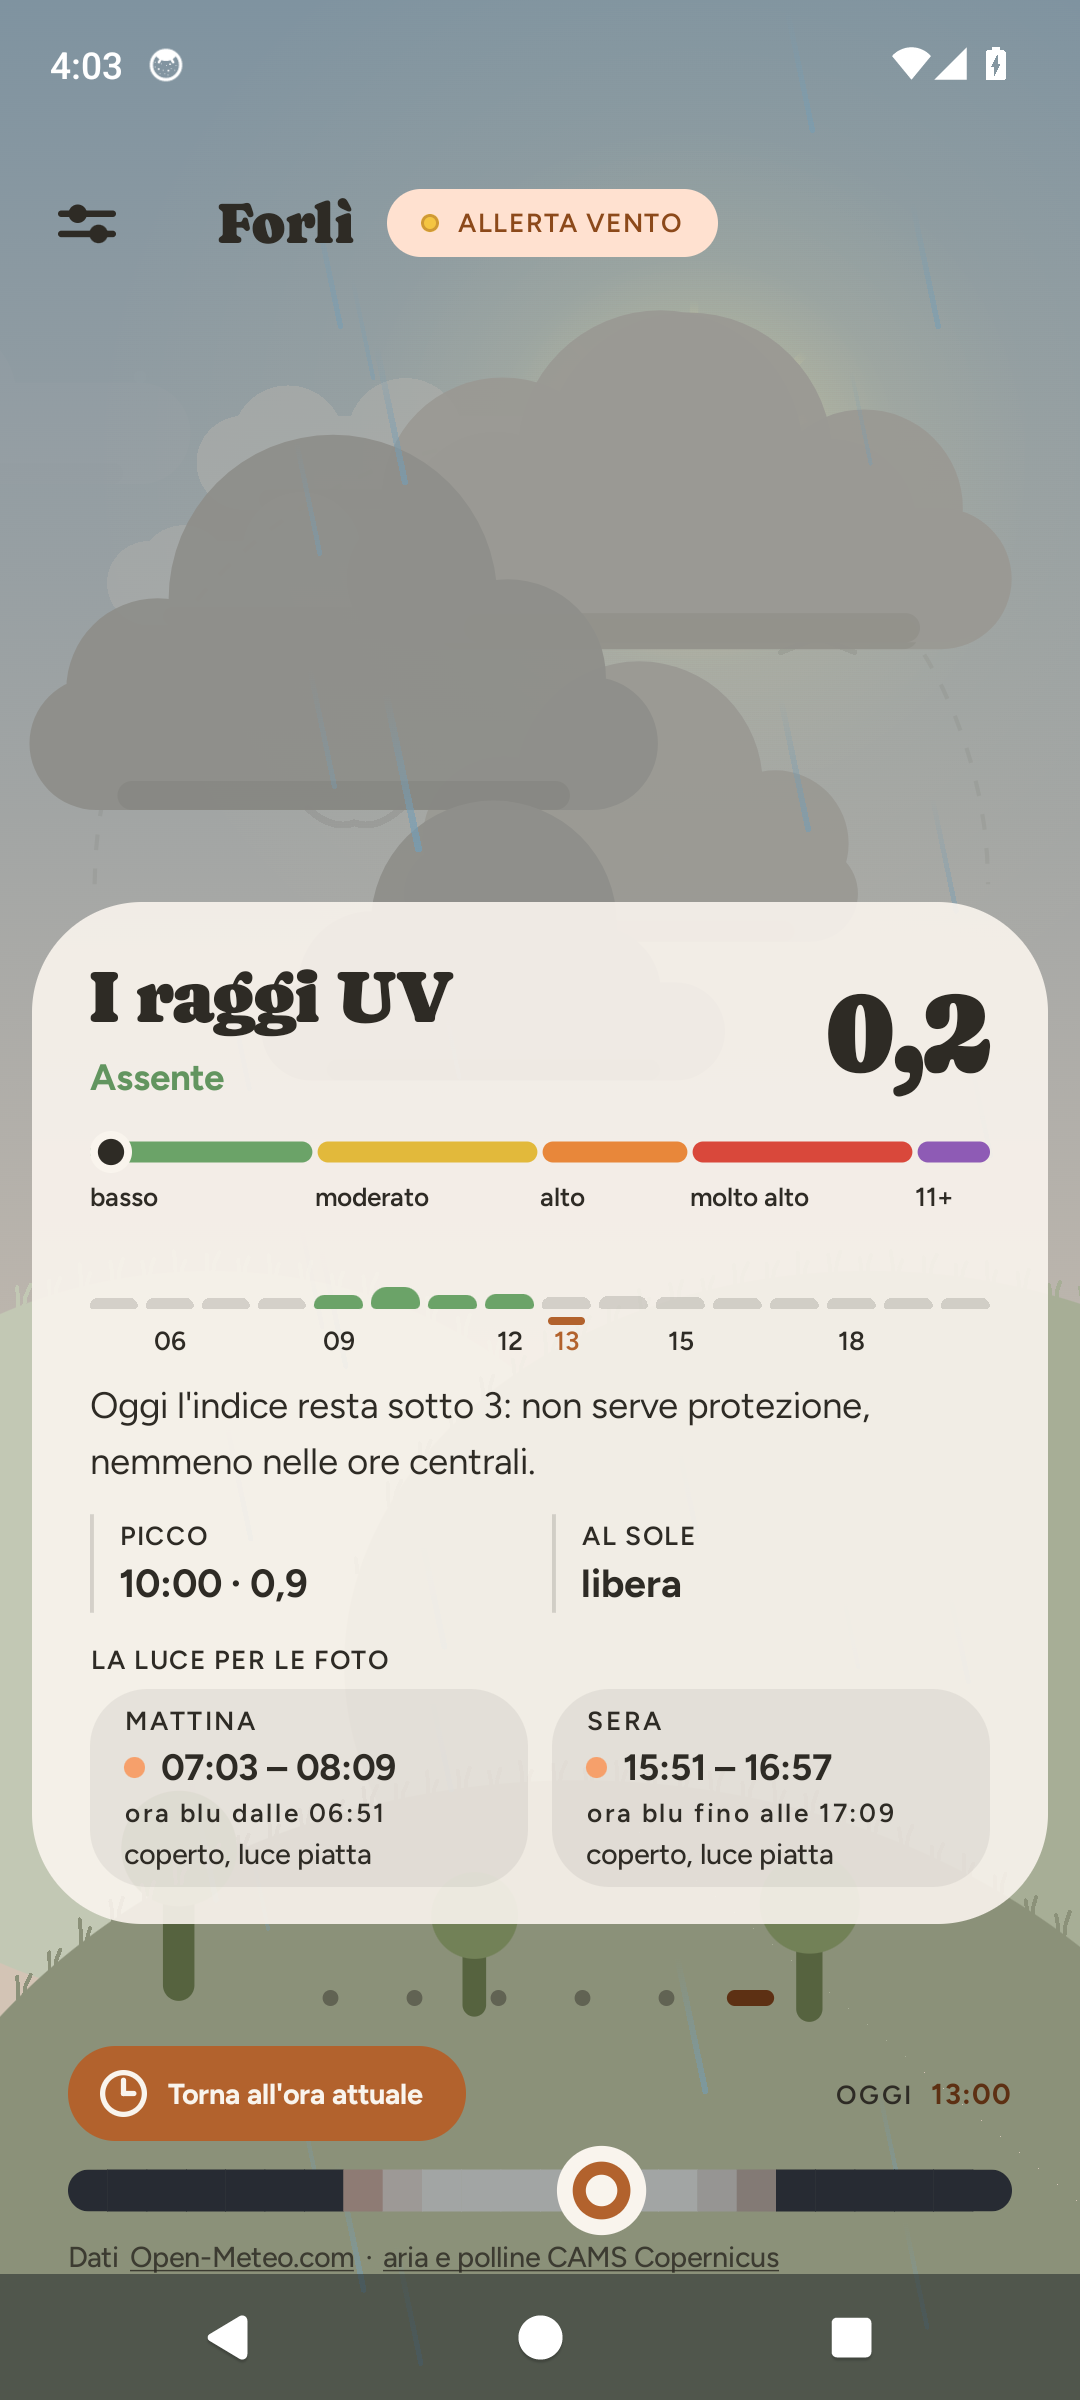 4:03
Forlì
ALLERTA VENTO
I raggi UV
0,2
Assente
basso moderato alto molto alto 11+
06 09 12 13 15 18
Oggi l'indice resta sotto 3: non serve protezione,
nemmeno nelle ore centrali.
PICCO AL SOLE
10:00 · 0,9 libera
LA LUCE PER LE FOTO
MATTINA SERA
07:03 – 08:09 15:51 – 16:57
ora blu dalle 06:51 ora blu fino alle 17:09
coperto, luce piatta coperto, luce piatta
Torna all'ora attuale OGGI 13:00
Dati Open-Meteo.com · aria e polline CAMS Copernicus